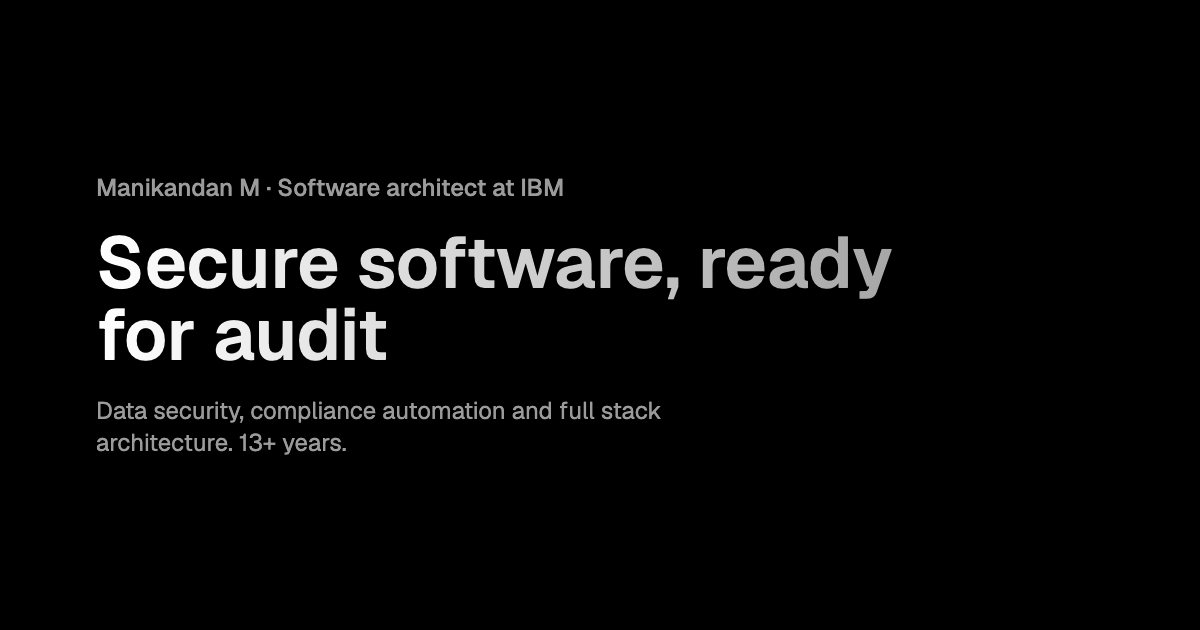 Manikandan M · Software architect at IBM
Secure software, ready
for audit
Data security, compliance automation and full stack
architecture. 13+ years.